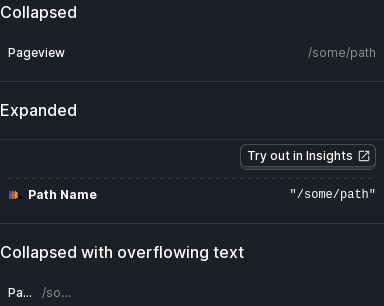 Collapsed
Pageview /some/path
Expanded
Try out in Insights
Path Name "/some/path"
Collapsed with overflowing text
Pa... /so...